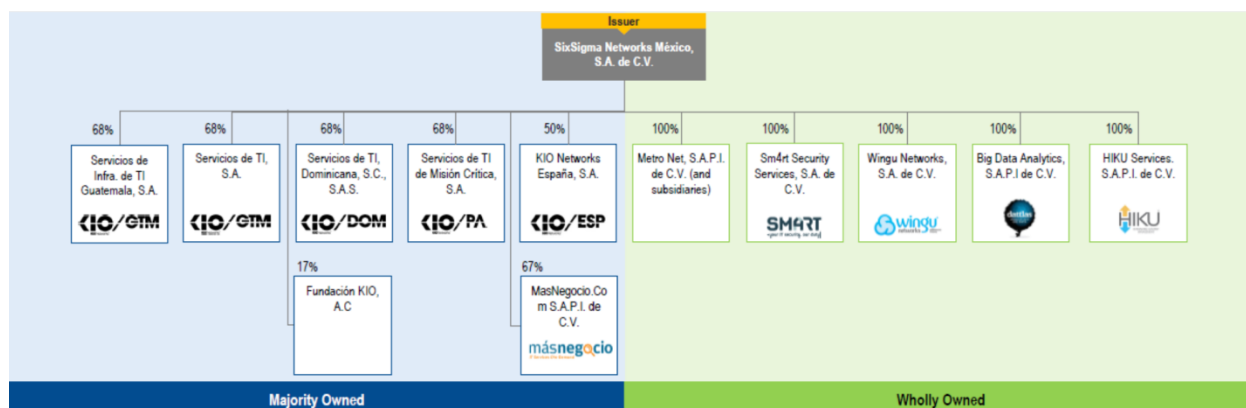 Issuer
SixSigma Networks México,
S.A. de C.V.
68%
68%
68%
68%
50%
100%
100%
100%
100%
100%
Servicios de
Infra. de TI
Guatemala, S.A.
KIO/GTM
Servicios de TI,
S.A.
KIO/GTM
Servicios de TI,
Dominicana, S.C.,
S.A.S.
KIO/DOM
Servicios de TI
de Misión Crítica,
S.A.
KIO/PA
KIO Networks
España, S.A.
KIO/ESP
Metro Net, S.A.P.I.
de C.V. (and
subsidiaries)
Sm4rt Security
Services, S.A. de
C.V.
SM4RT
Wingu Networks,
S.A. de C.V.
wingu
networks
Big Data Analytics,
S.A.P.I de C.V.
dattlas
HIKU Services.
S.A.P.I. de C.V.
HIKU
17%
Fundación KIO,
A.C
67%
MasNegocio.Co
m S.A.P.I. de
C.V.
másnegocio
Majority Owned
Wholly Owned